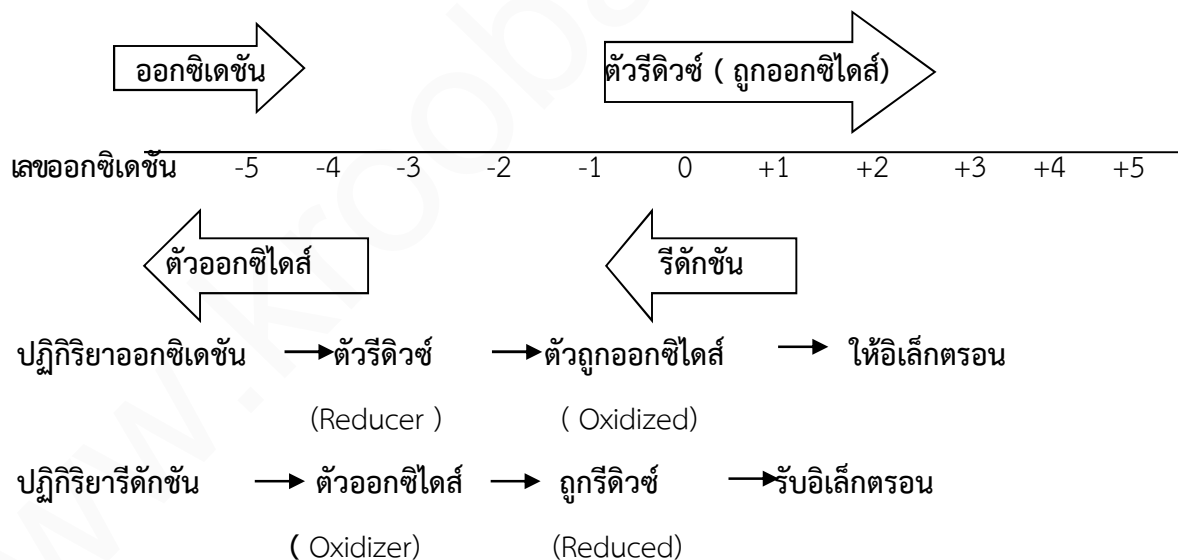 ออกซิเดชัน ตัวรีดิวซ์ ( ถูกออกซิไดส์)
เลขออกซิเดชัน -5 -4 -3 -2 -1 0 +1 +2 +3 +4 +5
ตัวออกซิไดส์ รีดักชัน
ปฏิกิริยาออกซิเดชัน → ตัวรีดิวซ์ → ตัวถูกออกซิไดส์ → ให้อิเล็กตรอน
(Reducer ) ( Oxidized)
ปฏิกิริยารีดักชัน → ตัวออกซิไดส์ → ถูกรีดิวซ์ → รับอิเล็กตรอน
( Oxidizer) (Reduced)